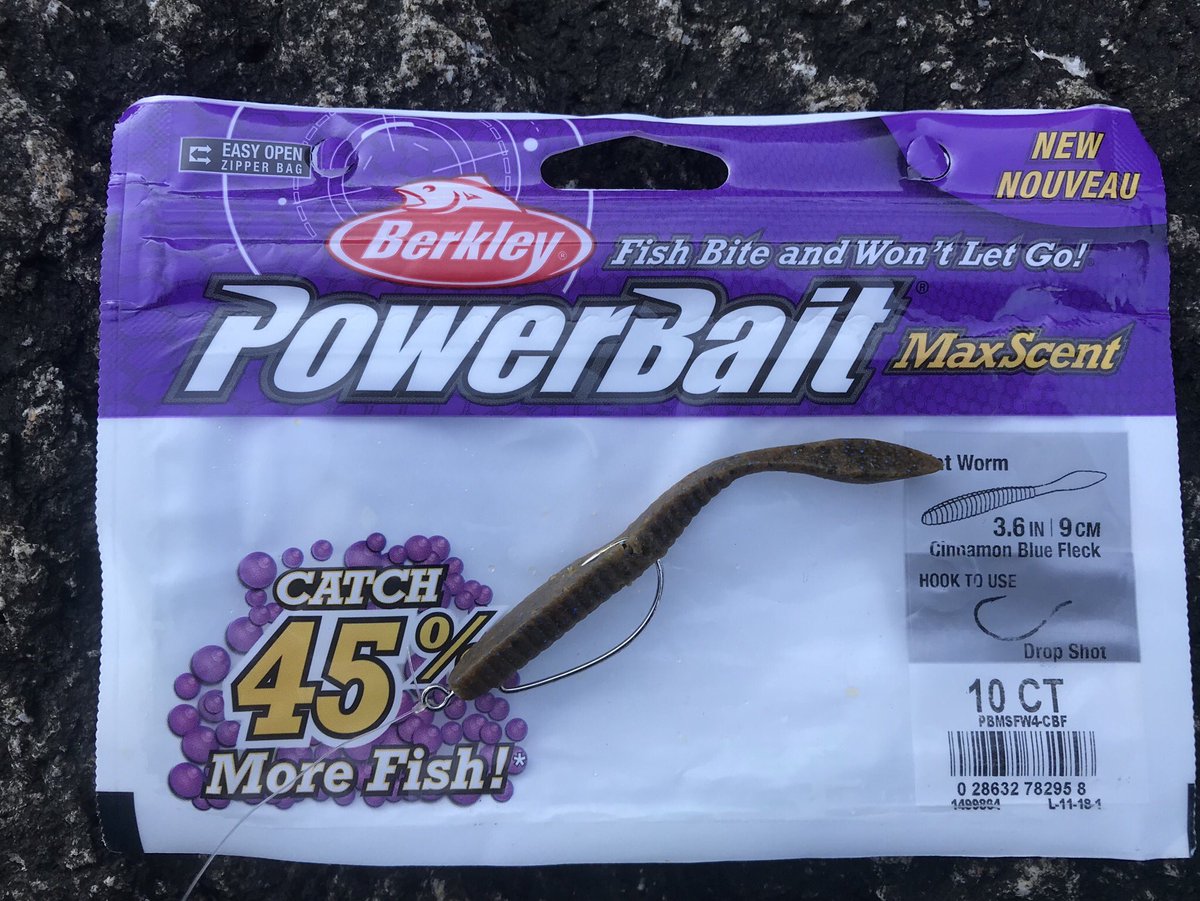 EASY OPEN
ZIPPER BAG
NEW
NOUVEAU
Berkley®
Fish Bite and Won't Let Go!
PowerBait®
MaxScent
Worm
3.6 IN | 9 CM
Cinnamon Blue Fleck
HOOK TO USE
Drop Shot
CATCH
45%
More Fish!*
10 CT
PBMSFW4-CBF
0 28632 78295 8
1499864 L-11-18-1